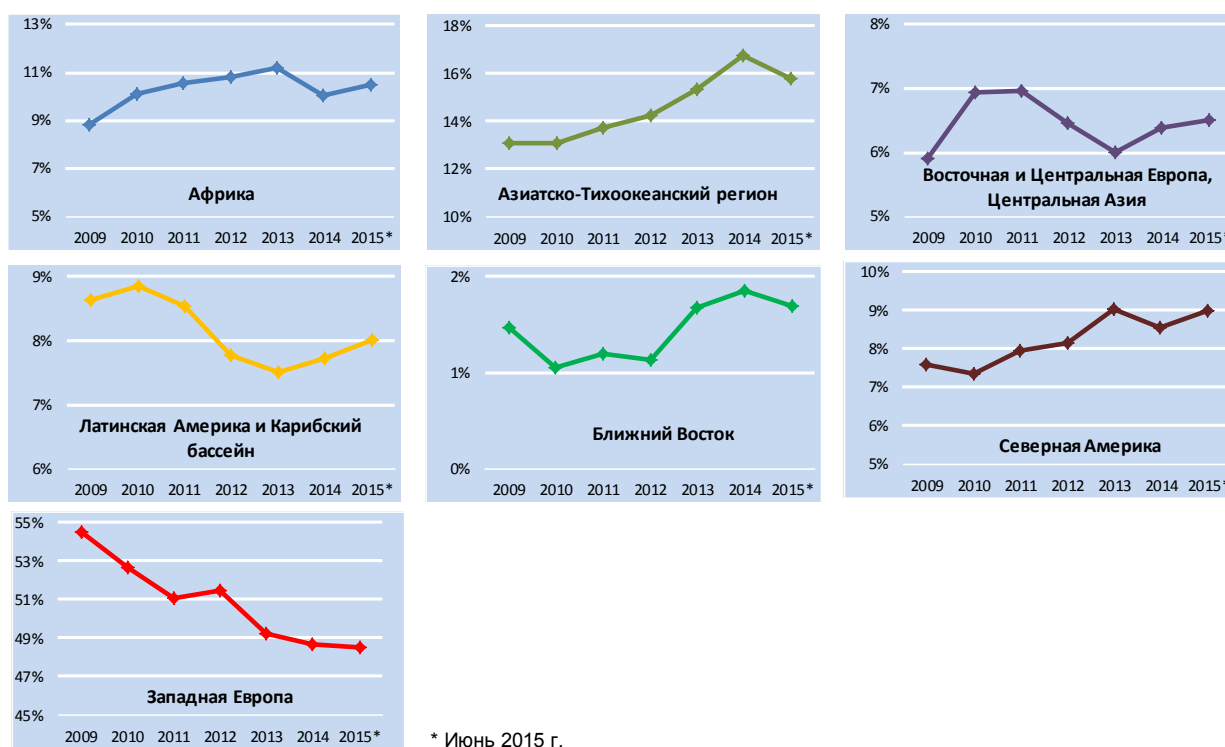 13%
11%
9%
7%
5%
Африка
2009 2010 2011 2012 2013 2014 2015*
18%
16%
14%
12%
10%
Азиатско-Тихоокеанский регион
2009 2010 2011 2012 2013 2014 2015*
8%
7%
6%
5%
Восточная и Центральная Европа,
Центральная Азия
2009 2010 2011 2012 2013 2014 2015*
9%
8%
7%
6%
Латинская Америка и Карибский
бассейн
2009 2010 2011 2012 2013 2014 2015*
2%
1%
0%
Ближний Восток
2009 2010 2011 2012 2013 2014 2015*
10%
9%
8%
7%
6%
5%
Северная Америка
2009 2010 2011 2012 2013 2014 2015*
55%
53%
51%
49%
47%
45%
Западная Европа
2009 2010 2011 2012 2013 2014 2015*
* Июнь 2015 г.